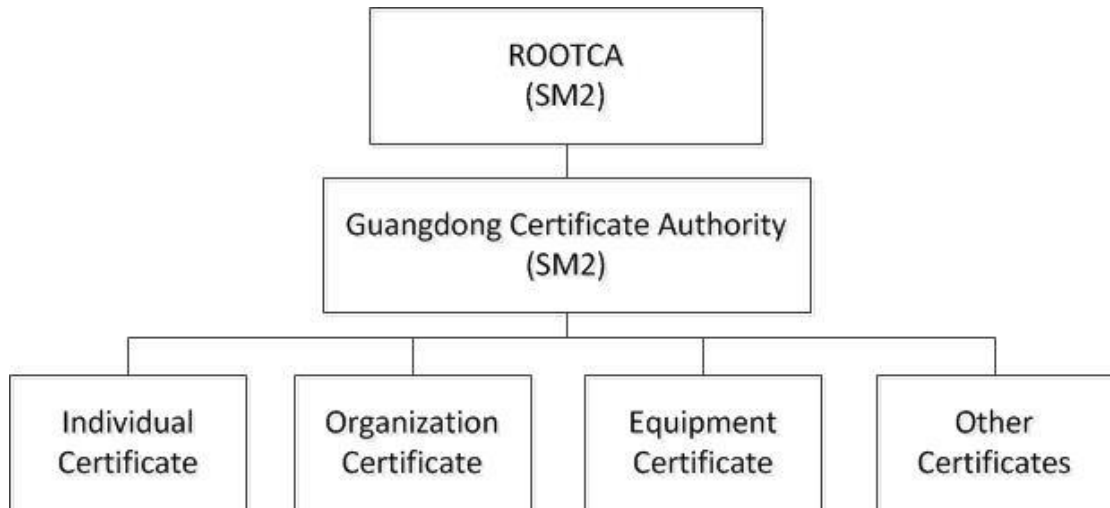 ROOTCA
(SM2)
Guangdong Certificate Authority
(SM2)
Individual
Certificate
Organization
Certificate
Equipment
Certificate
Other
Certificates